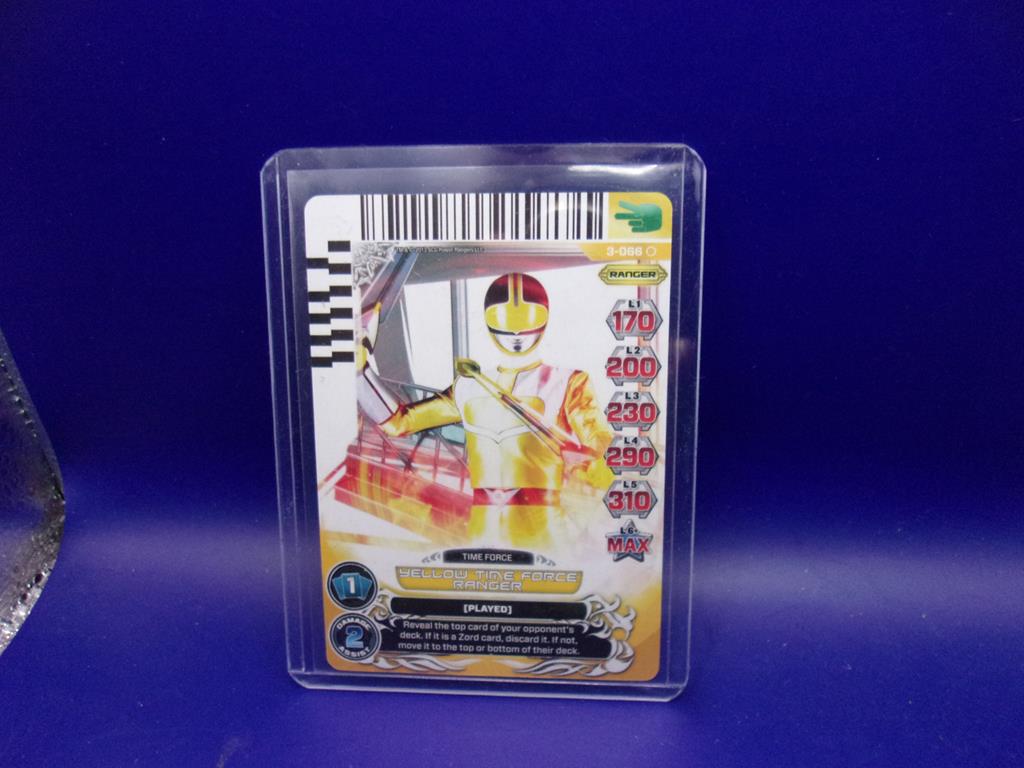 3-066
RANGER
L1
170
L2
200
L3
230
L4
290
L5
310
L6+
MAX
TIME FORCE
YELLOW TIME FORCE
RANGER
1
[PLAYED]
DAMAGE
2
ASSIST
Reveal the top card of your opponent's
deck. If it is a Zord card, discard it. If not,
move it to the top or bottom of their deck.